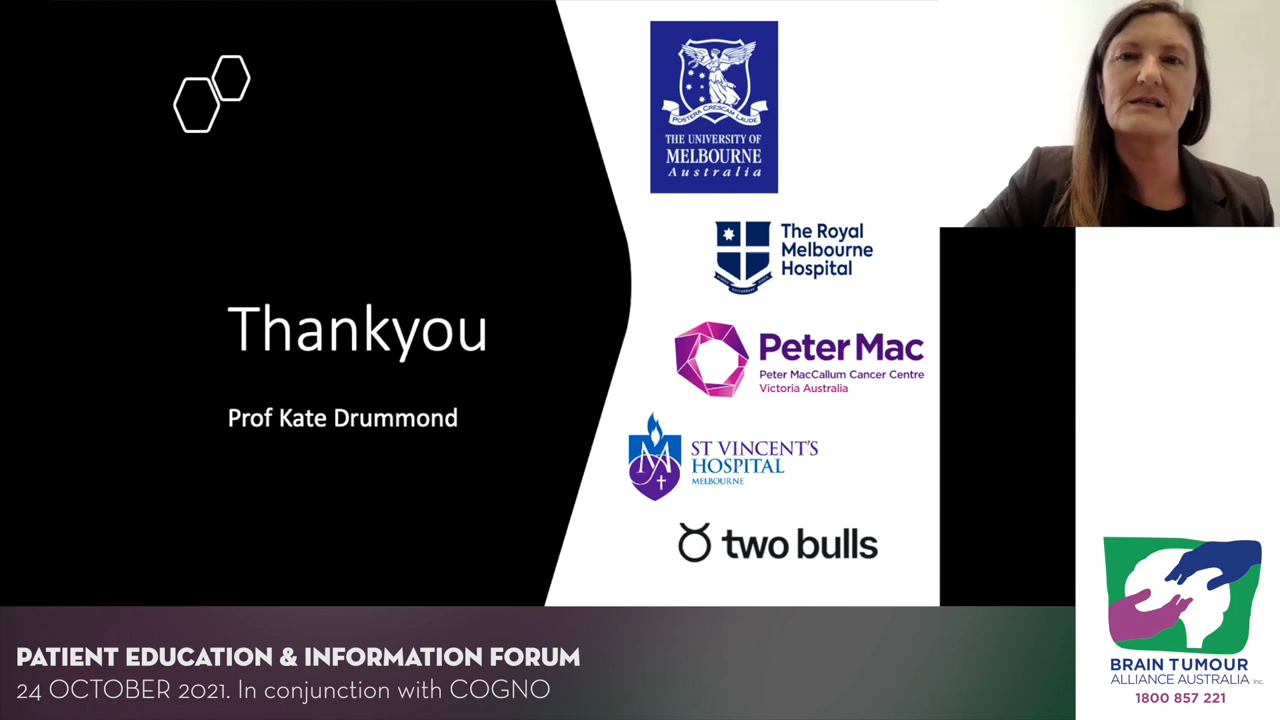 Thankyou
Prof Kate Drummond
POSTERA CRESCAM LAUDE
THE UNIVERSITY OF
MELBOURNE
Australia
The Royal
Melbourne
Hospital
Peter Mac
Peter MacCallum Cancer Centre
Victoria Australia
ST VINCENT'S
HOSPITAL
MELBOURNE
two bulls
PATIENT EDUCATION & INFORMATION FORUM
24 OCTOBER 2021. In conjunction with COGNO
BRAIN TUMOUR
ALLIANCE AUSTRALIA Inc.
1800 857 221